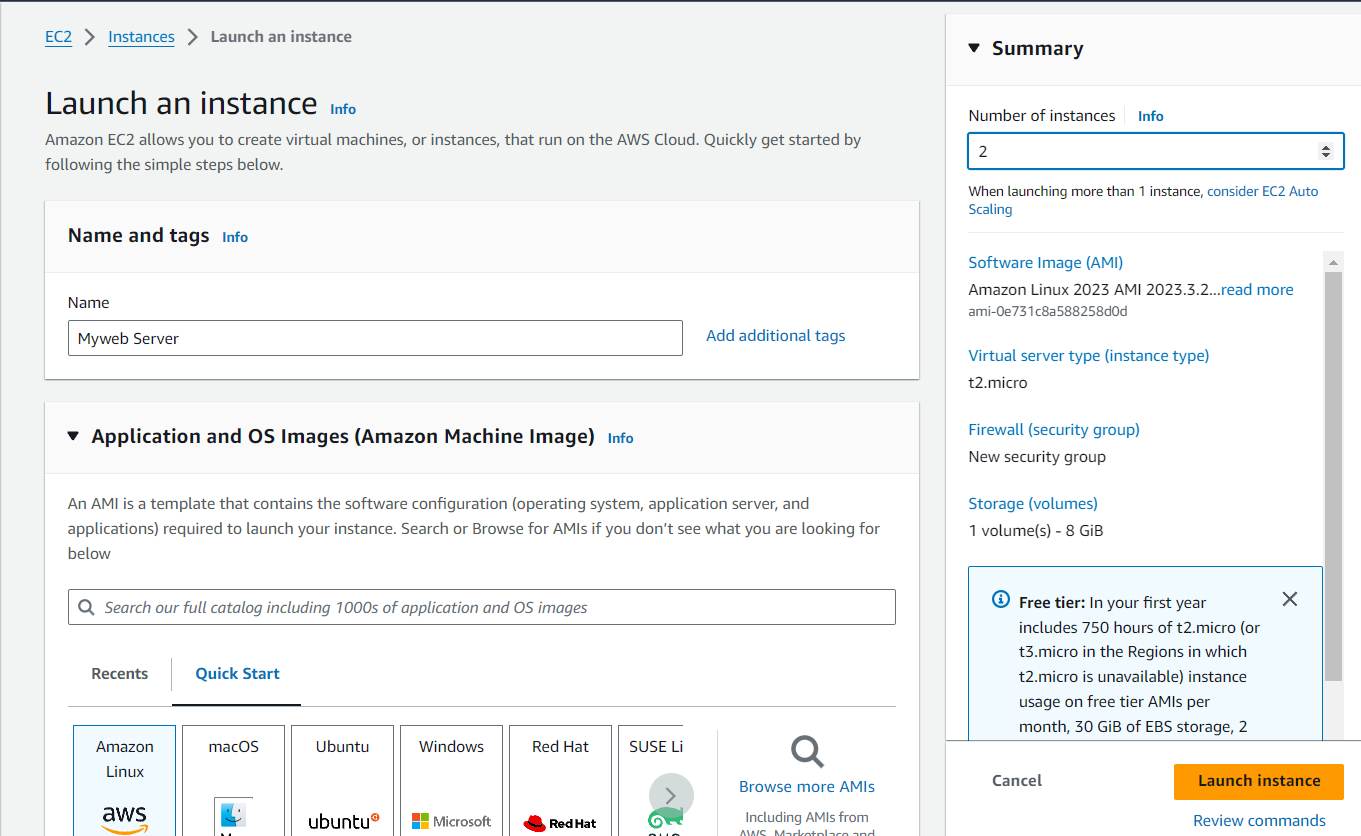 EC2 > Instances > Launch an instance
Launch an instance Info
Amazon EC2 allows you to create virtual machines, or instances, that run on the AWS Cloud. Quickly get started by
following the simple steps below.
Name and tags Info
Name
Myweb Server
Add additional tags
Application and OS Images (Amazon Machine Image) Info
An AMI is a template that contains the software configuration (operating system, application server, and
applications) required to launch your instance. Search or Browse for AMIs if you don’t see what you are looking for
below
Search our full catalog including 1000s of application and OS images
Recents
Quick Start
Amazon
Linux
aws
macOS
Ubuntu
ubuntu
Windows
Microsoft
Red Hat
Red Hat
SUSE Li
Browse more AMIs
Including AMIs from
AWS, Marketplace and
Summary
Number of instances Info
2
When launching more than 1 instance, consider EC2 Auto
Scaling
Software Image (AMI)
Amazon Linux 2023 AMI 2023.3.2...read more
ami-0e731c8a588258d0d
Virtual server type (instance type)
t2.micro
Firewall (security group)
New security group
Storage (volumes)
1 volume(s) - 8 GiB
Free tier: In your first year
includes 750 hours of t2.micro (or
t3.micro in the Regions in which
t2.micro is unavailable) instance
usage on free tier AMIs per
month, 30 GiB of EBS storage, 2
Cancel
Launch instance
Review commands